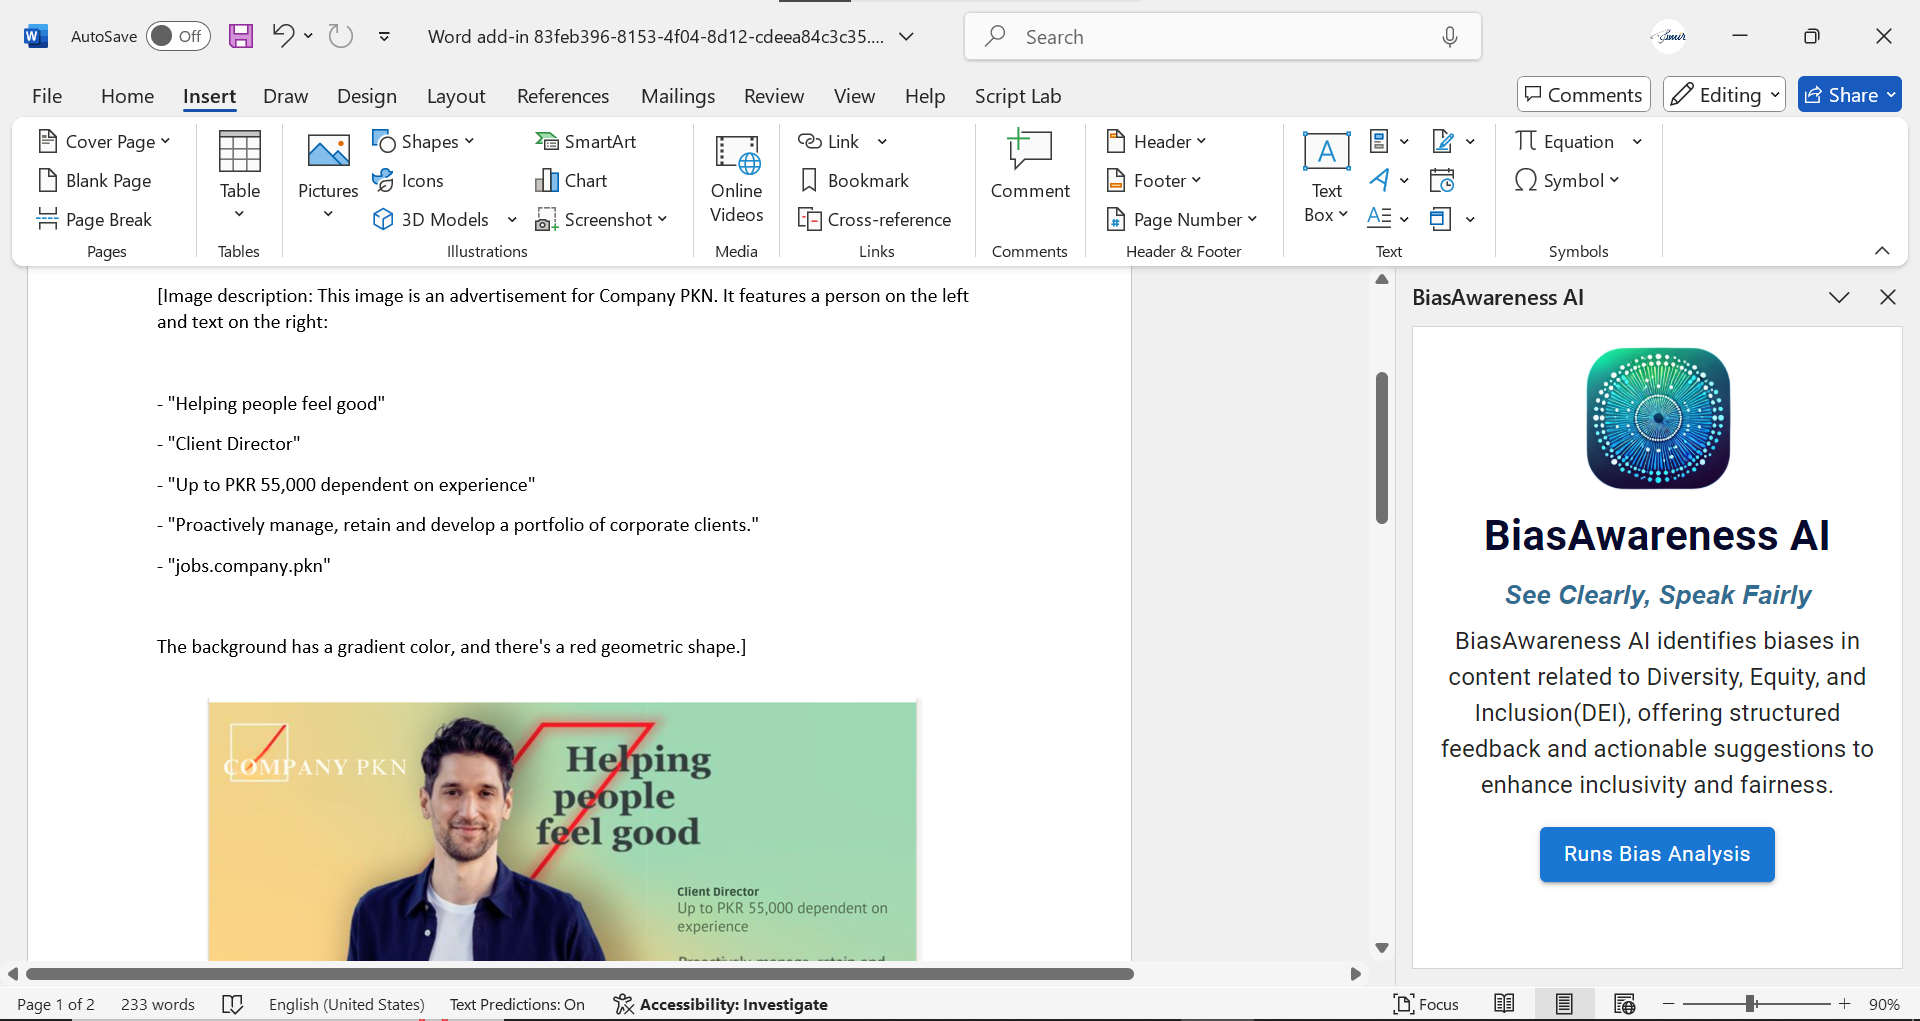 AutoSave Off
Word add-in 83feb396-8153-4f04-8d12-cdeea84c3c35....
Search
File Home Insert Draw Design Layout References Mailings Review View Help Script Lab
Comments Editing Share
Cover Page
Blank Page
Page Break
Pages
Table
Tables
Pictures
Shapes
Icons
3D Models
SmartArt
Chart
Screenshot
Illustrations
Online
Videos
Media
Link
Bookmark
Cross-reference
Links
Comment
Comments
Header
Footer
Page Number
Header & Footer
Text
Box
Text
Equation
Symbol
Symbols
[Image description: This image is an advertisement for Company PKN. It features a person on the left
and text on the right:
- "Helping people feel good"
- "Client Director"
- "Up to PKR 55,000 dependent on experience"
- "Proactively manage, retain and develop a portfolio of corporate clients."
- "jobs.company.pkn"
The background has a gradient color, and there's a red geometric shape.]
COMPANY PKN
Helping
people
feel good
Client Director
Up to PKR 55,000 dependent on
experience
Proactively manage, retain and
BiasAwareness AI
BiasAwareness AI
See Clearly, Speak Fairly
BiasAwareness AI identifies biases in
content related to Diversity, Equity, and
Inclusion(DEI), offering structured
feedback and actionable suggestions to
enhance inclusivity and fairness.
Runs Bias Analysis
Page 1 of 2 233 words English (United States) Text Predictions: On Accessibility: Investigate Focus 90%